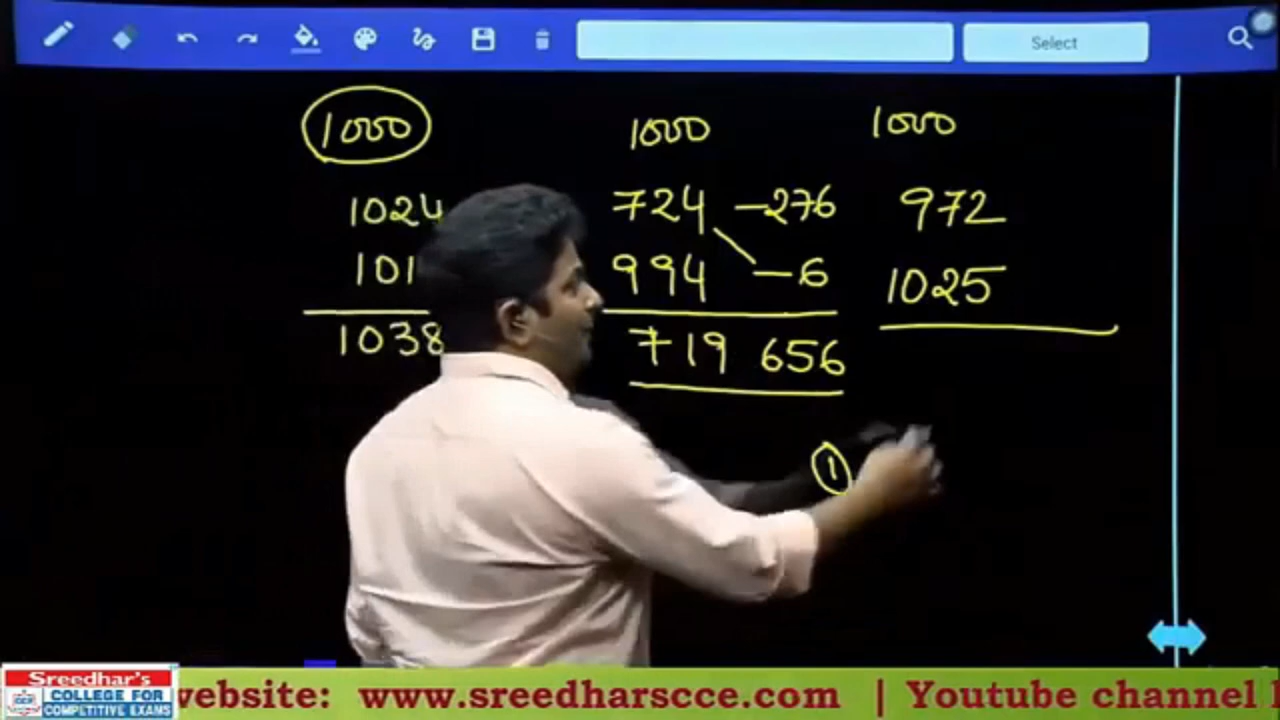 Select
1000
1024
101
1038
1000
724 -276
994 -6
719 656
1
1000
972
1025
Sreedhar's
COLLEGE FOR
COMPETITIVE EXAMS
website: www.sreedharscce.com | Youtube channel